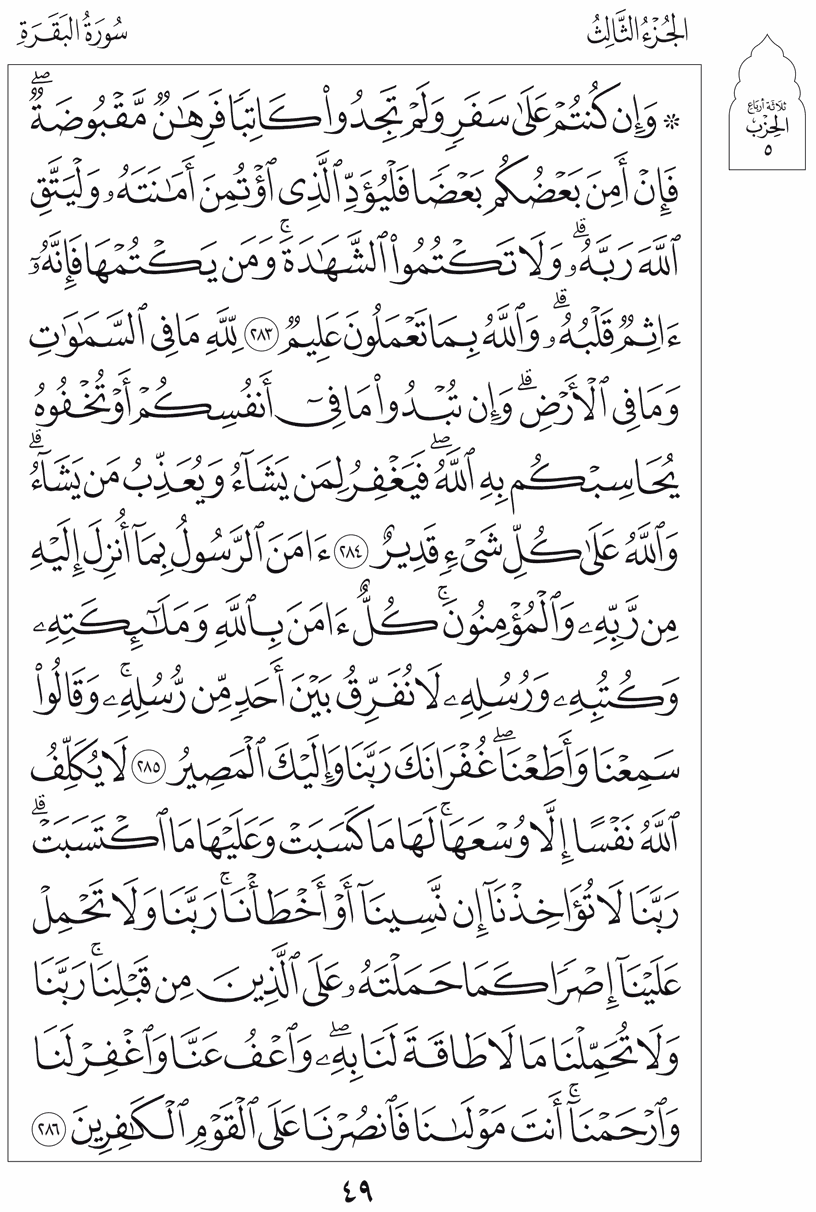 الجُزْءُ الثَّالِثُ
سُورَةُ البَقَرَةِ
ثلاثة أرباع
الحِزْب
٥
۞ وَإِن كُنتُمْ عَلَىٰ سَفَرٍ وَلَمْ تَجِدُوا۟ كَاتِبًا فَرِهَٰنٌ مَّقْبُوضَةٌ ۖ
فَإِنْ أَمِنَ بَعْضُكُم بَعْضًا فَلْيُؤَدِّ ٱلَّذِى ٱؤْتُمِنَ أَمَٰنَتَهُۥ وَلْيَتَّقِ
ٱللَّهَ رَبَّهُۥ ۗ وَلَا تَكْتُمُوا۟ ٱلشَّهَٰدَةَ ۚ وَمَن يَكْتُمْهَا فَإِنَّهُۥٓ
ءَاثِمٌ قَلْبُهُۥ ۗ وَٱللَّهُ بِمَا تَعْمَلُونَ عَلِيمٌ ٢٨٣ لِّلَّهِ مَا فِى ٱلسَّمَٰوَٰتِ
وَمَا فِى ٱلْأَرْضِ ۗ وَإِن تُبْدُوا۟ مَا فِىٓ أَنفُسِكُمْ أَوْ تُخْفُوهُ
يُحَاسِبْكُم بِهِ ٱللَّهُ ۖ فَيَغْفِرُ لِمَن يَشَآءُ وَيُعَذِّبُ مَن يَشَآءُ ۗ
وَٱللَّهُ عَلَىٰ كُلِّ شَىْءٍ قَدِيرٌ ٢٨٤ ءَامَنَ ٱلرَّسُولُ بِمَآ أُنزِلَ إِلَيْهِ
مِن رَّبِّهِۦ وَٱلْمُؤْمِنُونَ ۚ كُلٌّ ءَامَنَ بِٱللَّهِ وَمَلَٰٓئِكَتِهِۦ
وَكُتُبِهِۦ وَرُسُلِهِۦ لَا نُفَرِّقُ بَيْنَ أَحَدٍ مِّن رُّسُلِهِۦ ۚ وَقَالُوا۟
سَمِعْنَا وَأَطَعْنَا ۖ غُفْرَانَكَ رَبَّنَا وَإِلَيْكَ ٱلْمَصِيرُ ٢٨٥ لَا يُكَلِّفُ
ٱللَّهُ نَفْسًا إِلَّا وُسْعَهَا ۚ لَهَا مَا كَسَبَتْ وَعَلَيْهَا مَا ٱكْتَسَبَتْ ۗ
رَبَّنَا لَا تُؤَاخِذْنَآ إِن نَّسِينَآ أَوْ أَخْطَأْنَا ۚ رَبَّنَا وَلَا تَحْمِلْ
عَلَيْنَآ إِصْرًا كَمَا حَمَلْتَهُۥ عَلَى ٱلَّذِينَ مِن قَبْلِنَا ۚ رَبَّنَا
وَلَا تُحَمِّلْنَا مَا لَا طَاقَةَ لَنَا بِهِۦ ۖ وَٱعْفُ عَنَّا وَٱغْفِرْ لَنَا
وَٱرْحَمْنَآ ۚ أَنتَ مَوْلَىٰنَا فَٱنصُرْنَا عَلَى ٱلْقَوْمِ ٱلْكَٰفِرِينَ ٢٨٦
٤٩